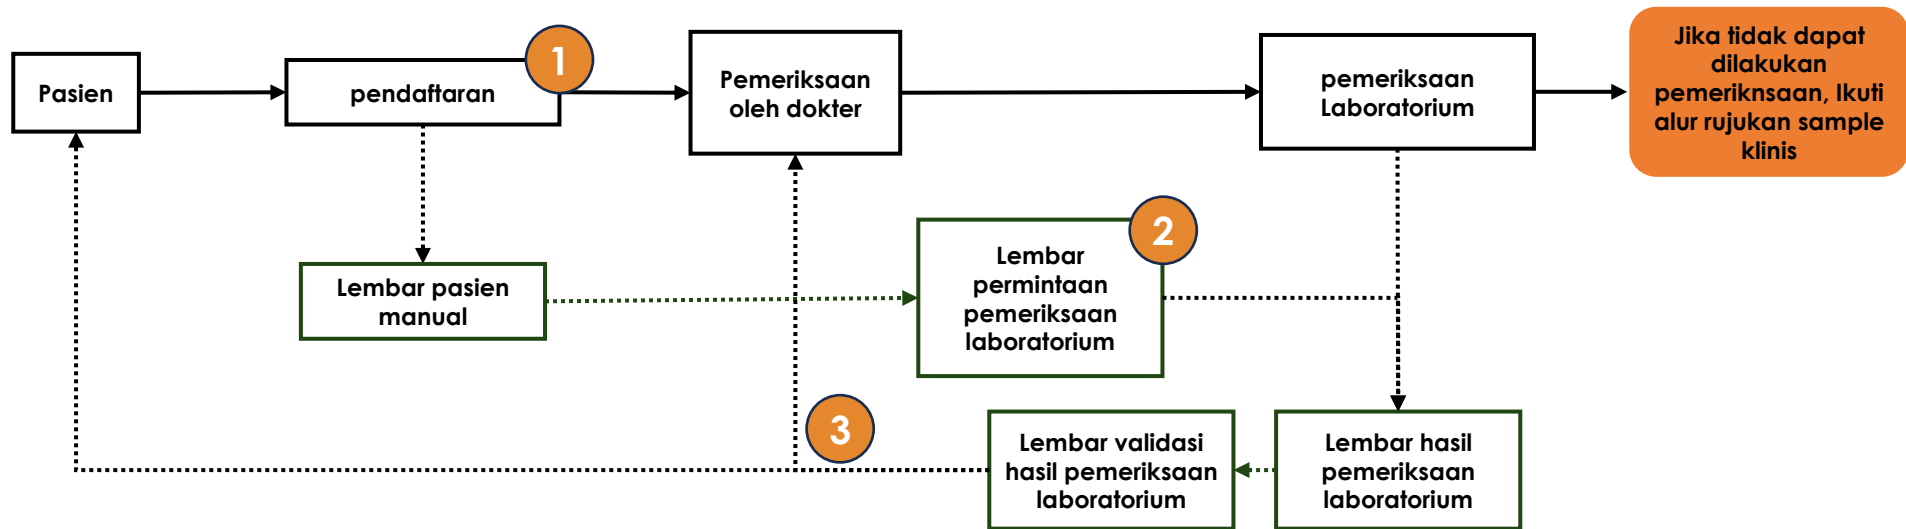 Pasien
pendaftaran
1
Pemeriksaan
oleh dokter
pemeriksaan
Laboratorium
Jika tidak dapat
dilakukan
pemeriknsaan, Ikuti
alur rujukan sample
klinis
Lembar pasien
manual
2
Lembar
permintaan
pemeriksaan
laboratorium
3
Lembar validasi
hasil pemeriksaan
laboratorium
Lembar hasil
pemeriksaan
laboratorium